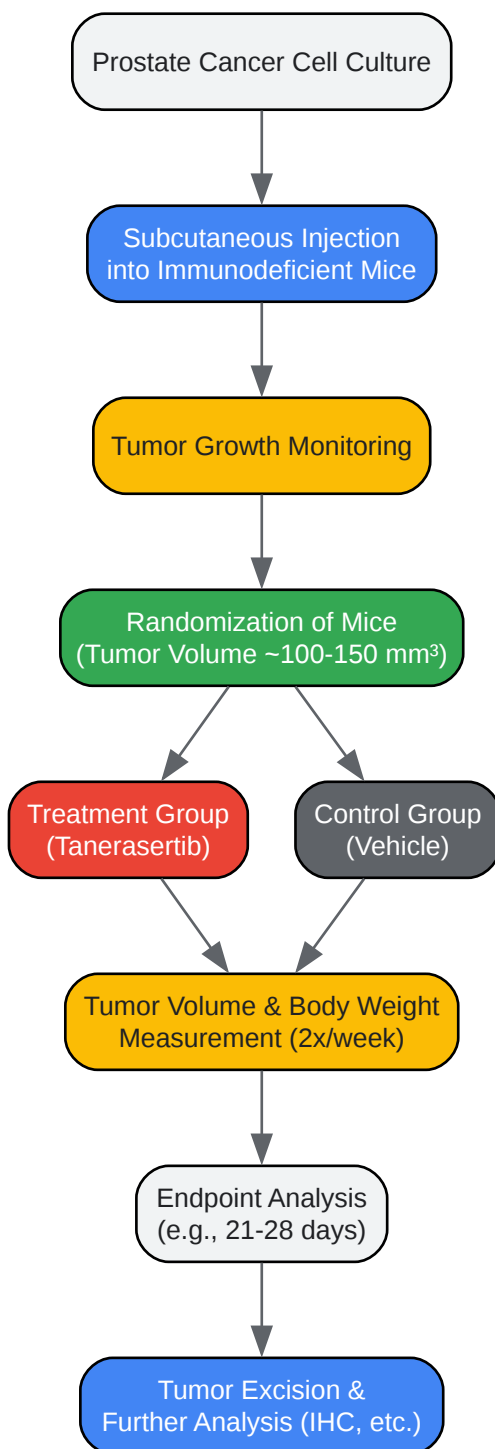 Prostate Cancer Cell Culture
Subcutaneous Injection
into Immunodeficient Mice
Tumor Growth Monitoring
Randomization of Mice
(Tumor Volume ~100-150 mm³)
Treatment Group
(Tanerasertib)
Control Group
(Vehicle)
Tumor Volume & Body Weight
Measurement (2x/week)
Endpoint Analysis
(e.g., 21-28 days)
Tumor Excision &
Further Analysis (IHC, etc.)